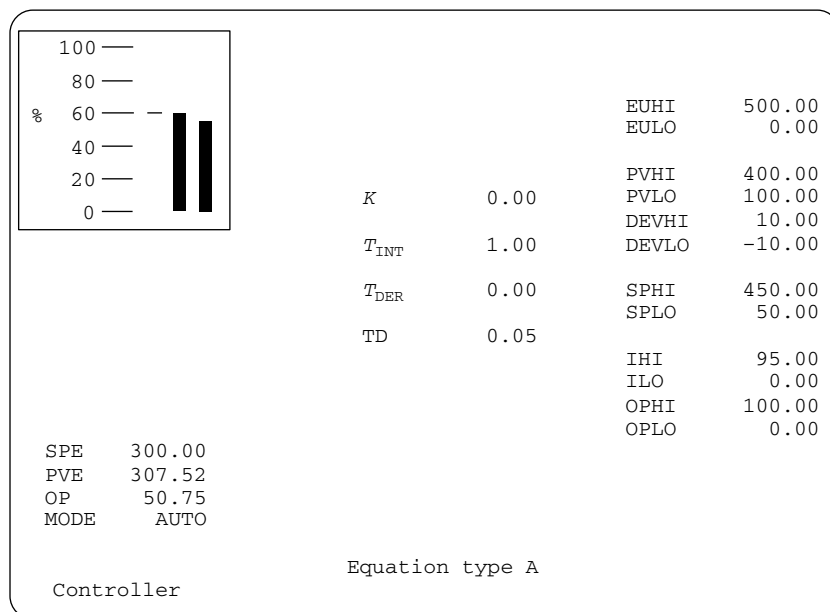 100
80
% 60
40
20
0
EUHI 500.00
EULO 0.00
PVHI 400.00
K 0.00 PVLO 100.00
DEVHI 10.00
T_INT 1.00 DEVLO -10.00
T_DER 0.00 SPHI 450.00
SPLO 50.00
TD 0.05
IHI 95.00
ILO 0.00
OPHI 100.00
OPLO 0.00
SPE 300.00
PVE 307.52
OP 50.75
MODE AUTO
Equation type A
Controller